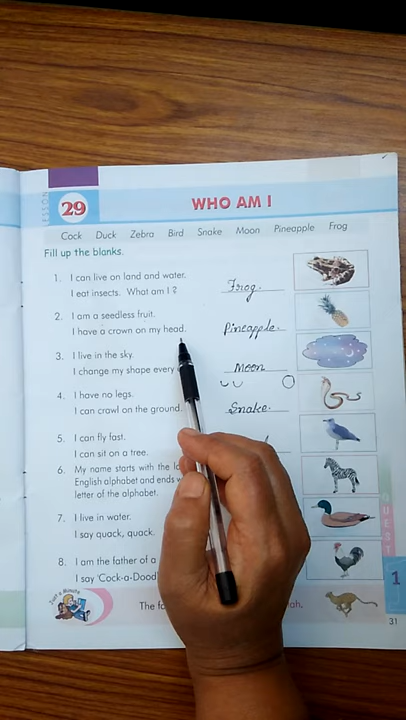 LESSON 29 WHO AM I
Cock Duck Zebra Bird Snake Moon Pineapple Frog
Fill up the blanks.
1. I can live on land and water.
I eat insects. What am I ? Frog.
2. I am a seedless fruit.
I have a crown on my head. Pineapple.
3. I live in the sky.
I change my shape every Moon
4. I have no legs.
I can crawl on the ground. Snake.
5. I can fly fast.
I can sit on a tree.
6. My name starts with the
English alphabet and ends
letter of the alphabet.
7. I live in water.
I say quack, quack.
8. I am the father of a
I say 'Cock-a-Dood
Just a Minute
The
QUEST
1
31